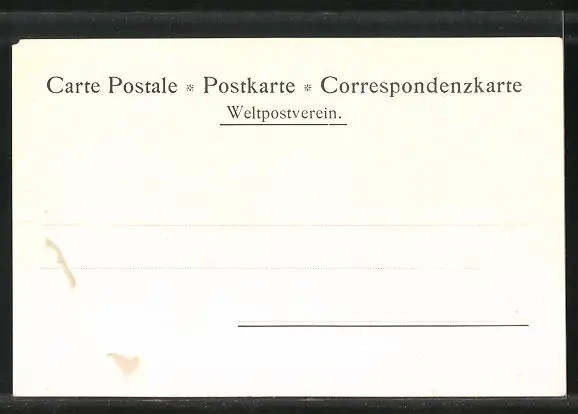 Carte Postale * Postkarte * Correspondenzkarte
Weltpostverein.